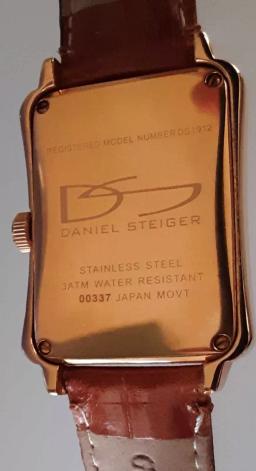 REGISTERED MODEL NUMBER DS1912
DS
DANIEL STEIGER
STAINLESS STEEL
3ATM WATER RESISTANT
00337 JAPAN MOVT
S